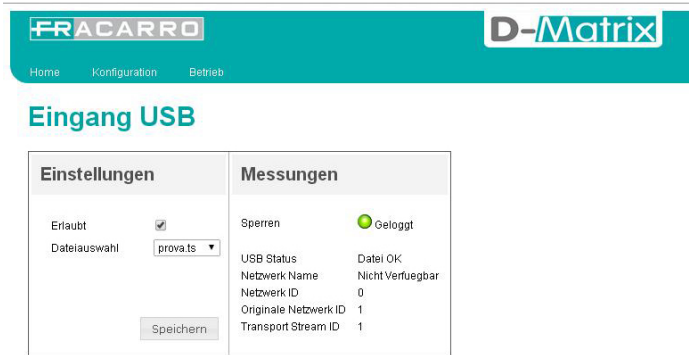 FRACARRO
D-Matrix
Home Konfiguration Betrieb
Eingang USB
Einstellungen
Erlaubt
Dateiauswahl prova.ts
Speichern
Messungen
Sperren Geloggt
USB Status Datei OK
Netzwerk Name Nicht Verfuegbar
Netzwerk ID 0
Originale Netzwerk ID 1
Transport Stream ID 1